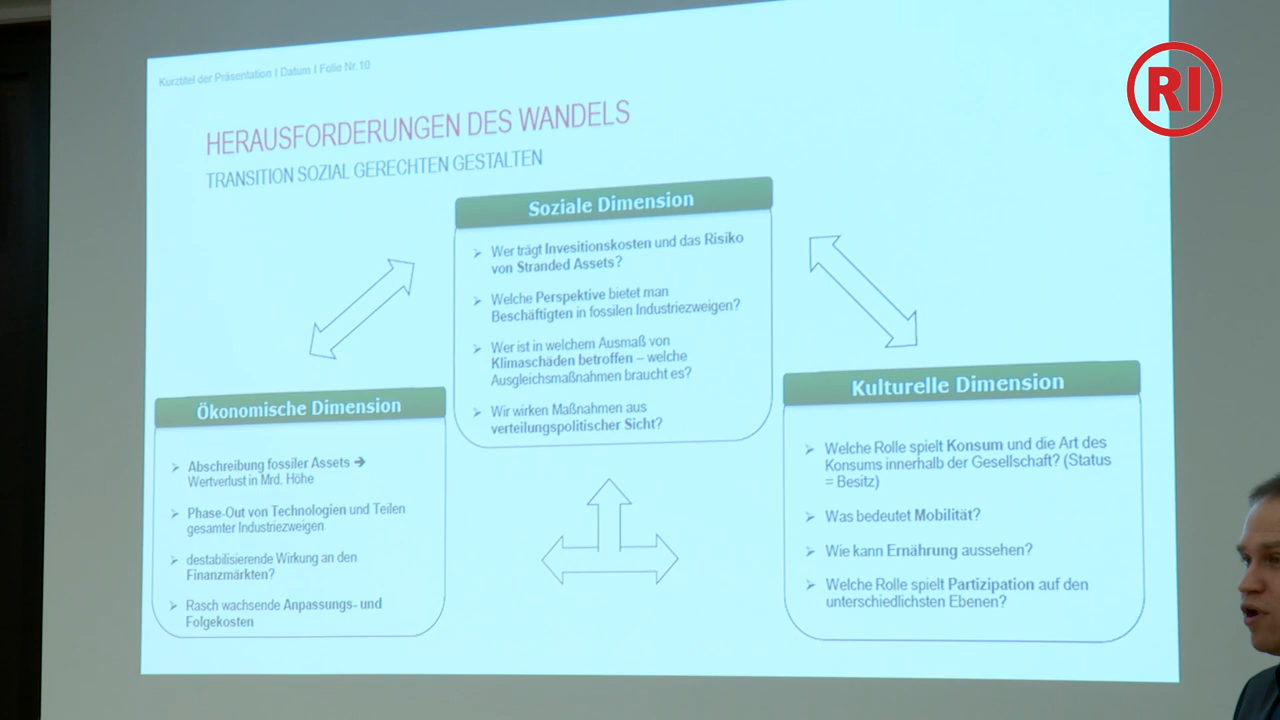 Kurztitel der Präsentation I Datum I Folie Nr.10
RI
HERAUSFORDERUNGEN DES WANDELS
TRANSITION SOZIAL GERECHTEN GESTALTEN
Soziale Dimension
➢ Wer trägt Invesitionskosten und das Risiko
von Stranded Assets?
➢ Welche Perspektive bietet man
Beschäftigten in fossilen Industriezweigen?
➢ Wer ist in welchem Ausmaß von
Klimaschäden betroffen – welche
Ausgleichsmaßnahmen braucht es?
➢ Wir wirken Maßnahmen aus
verteilungspolitischer Sicht?
Ökonomische Dimension
➢ Abschreibung fossiler Assets ➔
Wertverlust in Mrd. Höhe
➢ Phase-Out von Technologien und Teilen
gesamter Industriezweigen
➢ destabilisierende Wirkung an den
Finanzmärkten?
➢ Rasch wachsende Anpassungs- und
Folgekosten
Kulturelle Dimension
➢ Welche Rolle spielt Konsum und die Art des
Konsums innerhalb der Gesellschaft? (Status
= Besitz)
➢ Was bedeutet Mobilität?
➢ Wie kann Ernährung aussehen?
➢ Welche Rolle spielt Partizipation auf den
unterschiedlichsten Ebenen?